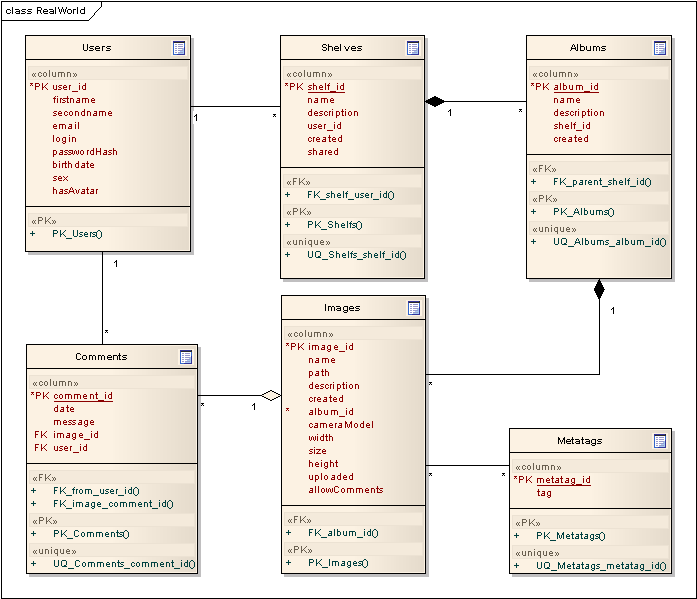 class RealWorld
Users
«column»
*PK user_id
firstname
secondname
email
login
passwordHash
birthdate
sex
hasAvatar
«PK»
+ PK_Users()
Shelves
«column»
*PK shelf_id
name
description
user_id
created
shared
«FK»
+ FK_shelf_user_id()
«PK»
+ PK_Shelfs()
«unique»
+ UQ_Shelfs_shelf_id()
Albums
«column»
*PK album_id
name
description
shelf_id
created
«FK»
+ FK_parent_shelf_id()
«PK»
+ PK_Albums()
«unique»
+ UQ_Albums_album_id()
1
*
1
*
1
*
1
*
Comments
«column»
*PK comment_id
date
message
FK image_id
FK user_id
«FK»
+ FK_from_user_id()
+ FK_image_comment_id()
«PK»
+ PK_Comments()
«unique»
+ UQ_Comments_comment_id()
*
1
Images
«column»
*PK image_id
name
path
description
created
* album_id
cameraModel
width
size
height
uploaded
allowComments
«FK»
+ FK_album_id()
«PK»
+ PK_Images()
*
*
Metatags
«column»
*PK metatag_id
tag
«PK»
+ PK_Metatags()
«unique»
+ UQ_Metatags_metatag_id()